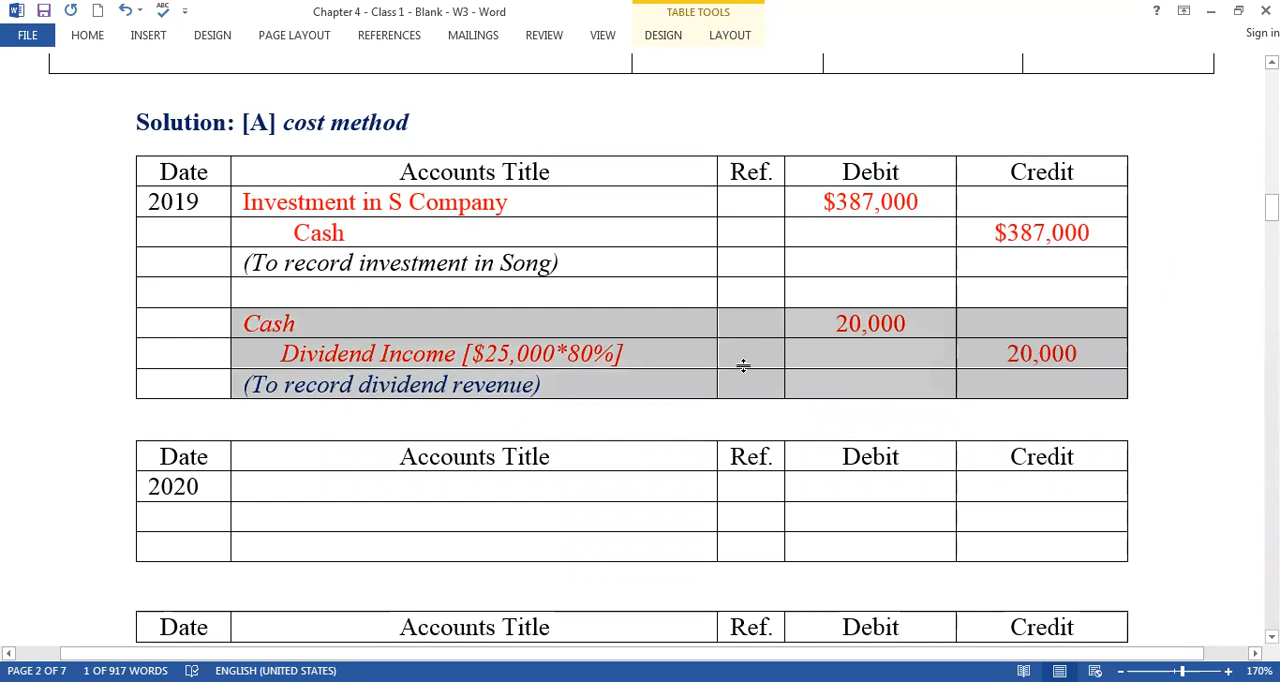 Chapter 4 - Class 1 - Blank - W3 - Word
TABLE TOOLS
?
Sign in
FILE HOME INSERT DESIGN PAGE LAYOUT REFERENCES MAILINGS REVIEW VIEW DESIGN LAYOUT
Solution: [A] cost method
Date Accounts Title Ref. Debit Credit
2019 Investment in S Company $387,000
Cash $387,000
(To record investment in Song)
Cash 20,000
Dividend Income [$25,000*80%] 20,000
(To record dividend revenue)
Date Accounts Title Ref. Debit Credit
2020
Date Accounts Title Ref. Debit Credit
PAGE 2 OF 7 1 OF 917 WORDS ENGLISH (UNITED STATES) 170%